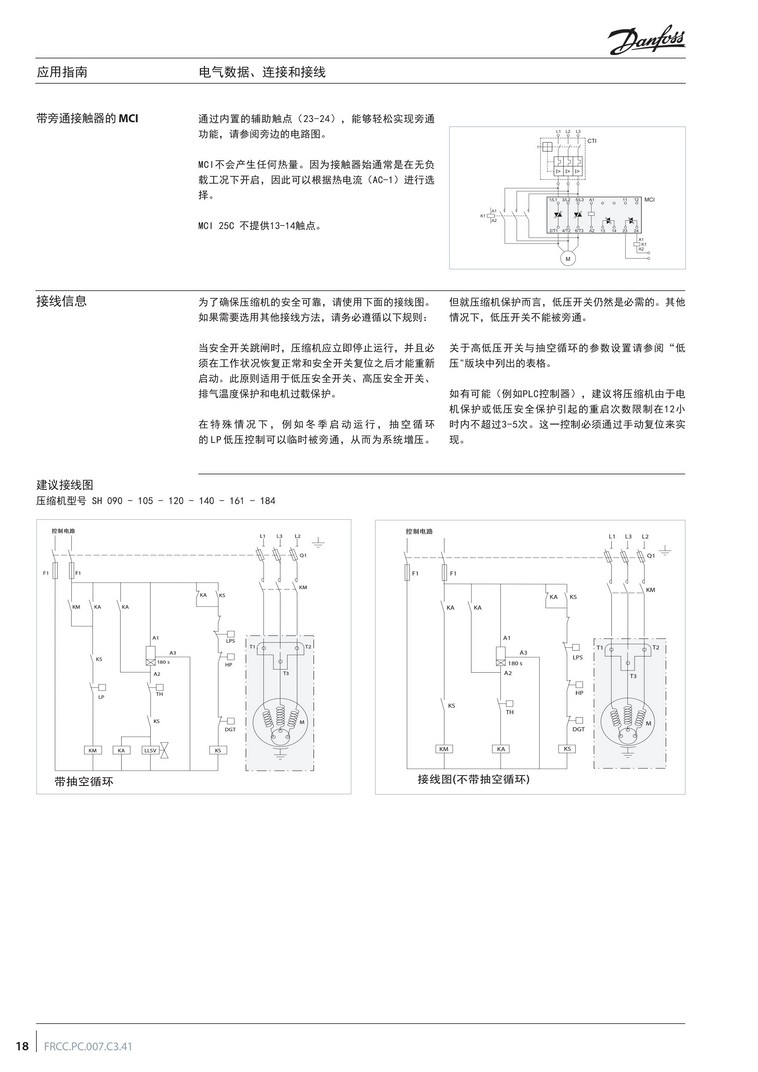 Danfoss
应用指南 电气数据、连接和接线
带旁通接触器的 MCI
通过内置的辅助触点（23-24），能够轻松实现旁通
功能，请参阅旁边的电路图。
MCI不会产生任何热量。因为接触器始通常是在无负
载工况下开启，因此可以根据热电流（AC-1）进行选
择。
MCI 25C 不提供13-14触点。
L1 L2 L3
CTI
I> I> I>
1/L1 3/L2 5/L3 A1 11 12 MCI
K1 A1
A2
2/T1 4/T2 6/T3 A2 13 14 23 24
M
A1
K1
A2
接线信息
为了确保压缩机的安全可靠，请使用下面的接线图。
如果需要选用其他接线方法，请务必遵循以下规则：
当安全开关跳闸时，压缩机应立即停止运行，并且必
须在工作状况恢复正常和安全开关复位之后才能重新
启动。此原则适用于低压安全开关、高压安全开关、
排气温度保护和电机过载保护。
在特殊情况下，例如冬季启动运行，抽空循环
的LP低压控制可以临时被旁通，从而为系统增压。
但就压缩机保护而言，低压开关仍然是必需的。其他
情况下，低压开关不能被旁通。
关于高低压开关与抽空循环的参数设置请参阅“低
压"版块中列出的表格。
如有可能（例如PLC控制器），建议将压缩机由于电
机保护或低压安全保护引起的重启次数限制在12小
时内不超过3-5次。这一控制必须通过手动复位来实
现。
建议接线图
压缩机型号 SH 090 - 105 - 120 - 140 - 161 - 184
控制电路
L1 L3 L2
Q1
F1 F1
KM
KA KS
KM KA KA
A1
LPS
T1 T2
A3
KS
180 s
HP
A2
T3
TH
LP
KS
DGT
M
KM KA LLSV KS
带抽空循环
控制电路
L1 L3 L2
Q1
F1 F1
KM
KA KS
KA KA
A1
T1 T2
A3
LPS
180 s
A2
T3
HP
KS
TH
M
DGT
KM KA KS
接线图(不带抽空循环)
18 FRCC.PC.007.C3.41